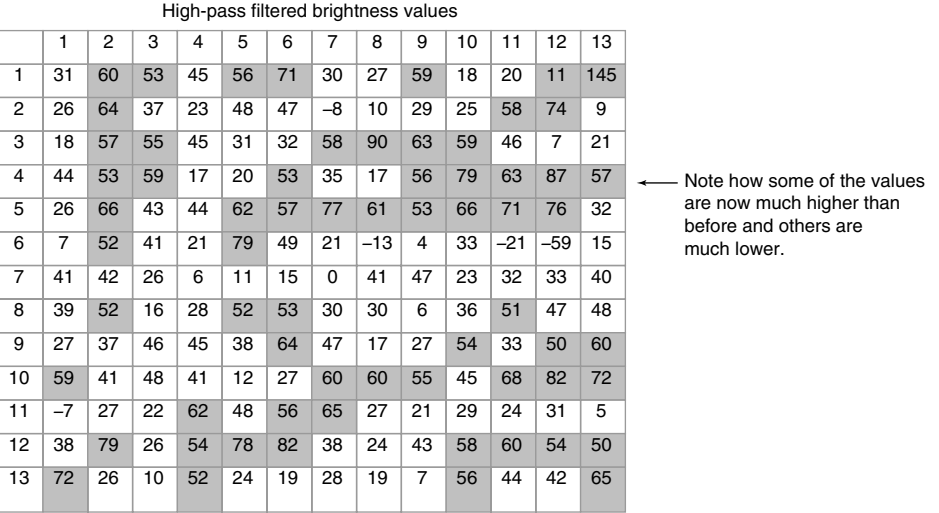 High-pass filtered brightness values
1 2 3 4 5 6 7 8 9 10 11 12 13
1 31 60 53 45 56 71 30 27 59 18 20 11 145
2 26 64 37 23 48 47 –8 10 29 25 58 74 9
3 18 57 55 45 31 32 58 90 63 59 46 7 21
4 44 53 59 17 20 53 35 17 56 79 63 87 57
5 26 66 43 44 62 57 77 61 53 66 71 76 32
6 7 52 41 21 79 49 21 –13 4 33 –21 –59 15
7 41 42 26 6 11 15 0 41 47 23 32 33 40
8 39 52 16 28 52 53 30 30 6 36 51 47 48
9 27 37 46 45 38 64 47 17 27 54 33 50 60
10 59 41 48 41 12 27 60 60 55 45 68 82 72
11 –7 27 22 62 48 56 65 27 21 29 24 31 5
12 38 79 26 54 78 82 38 24 43 58 60 54 50
13 72 26 10 52 24 19 28 19 7 56 44 42 65
Note how some of the values
are now much higher than
before and others are
much lower.